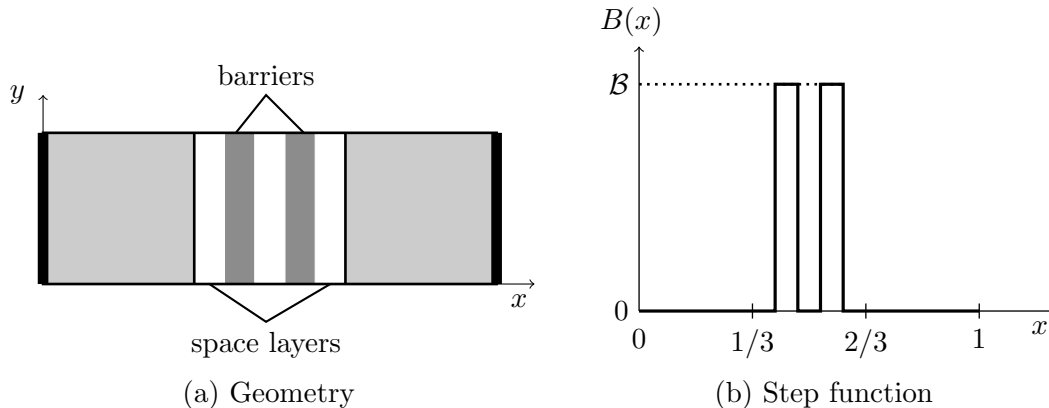 barriers
y
x
space layers
(a) Geometry
B(x)
ℬ
0
0
1/3
2/3
1
x
(b) Step function